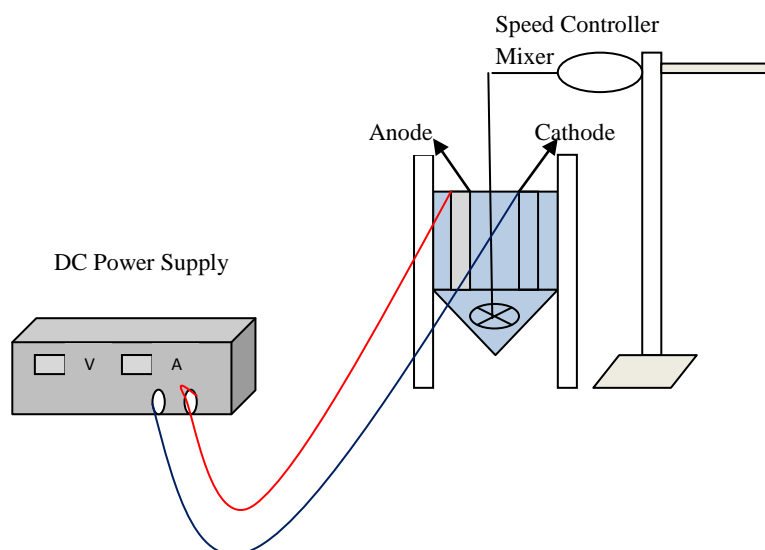 Speed Controller
Mixer
Anode
Cathode
DC Power Supply
V
A